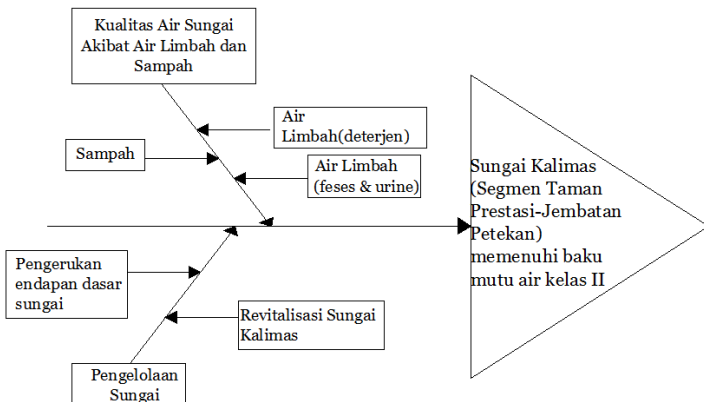 Kualitas Air Sungai
Akibat Air Limbah dan
Sampah
Air
Limbah(deterjen)
Sampah
Air Limbah
(feses & urine)
Sungai Kalimas
(Segmen Taman
Prestasi-Jembatan
Petekan)
memenuhi baku
mutu air kelas II
Pengerukan
endapan dasar
sungai
Revitalisasi Sungai
Kalimas
Pengelolaan
Sungai